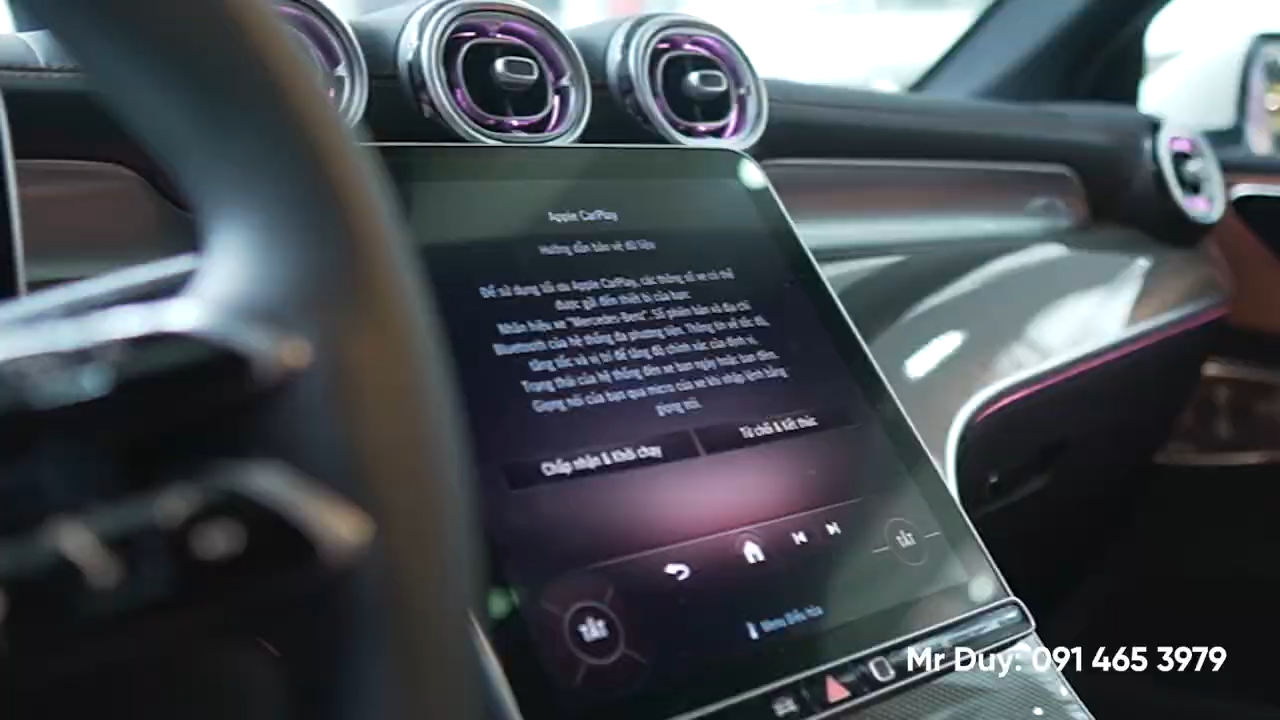 Apple CarPlay
Hướng dẫn bảo vệ dữ liệu
Để sử dụng tối ưu Apple CarPlay, các thông số xe có thể
được gửi đến thiết bị của bạn:
Nhãn hiệu xe "Mercedes-Benz". Số phiên bản và địa chỉ
Bluetooth của hệ thống đa phương tiện. Thông tin về tốc độ,
tăng tốc và vị trí để tăng độ chính xác của định vị.
Trạng thái của hệ thống đèn xe ban ngày hoặc ban đêm.
Giọng nói của bạn qua micro của xe khi nhập lệnh bằng
giọng nói.
Chấp nhận & Khởi chạy
Từ chối & Kết thúc
TẮT
TẮT
Menu Điều hòa
Mr Duy: 091 465 3979